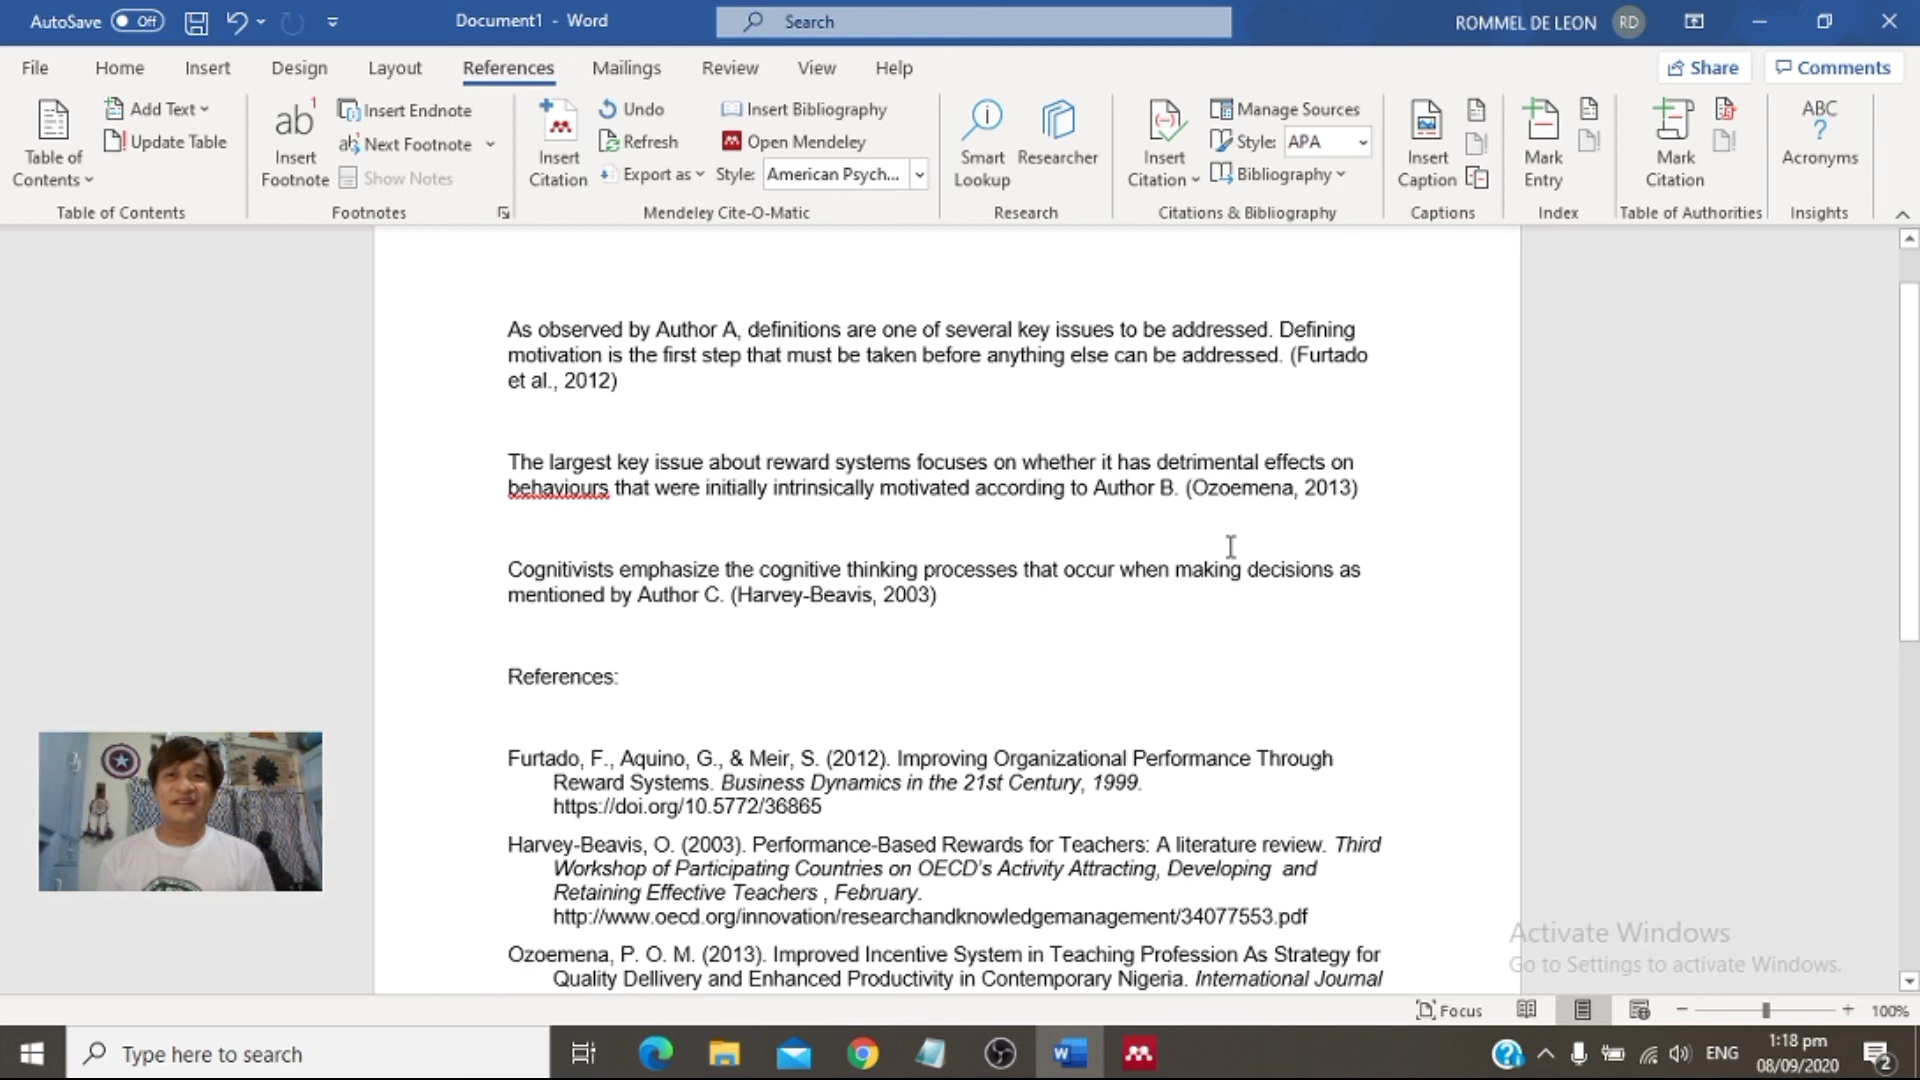 AutoSave Off
Document1 - Word
Search
ROMMEL DE LEON RD
File Home Insert Design Layout References Mailings Review View Help
Share Comments
Table of Contents
Add Text
Update Table
Table of Contents
ab1
Insert Footnote
Insert Endnote
Next Footnote
Show Notes
Footnotes
Insert Citation
Undo
Refresh
Export as
Insert Bibliography
Open Mendeley
Style: American Psych...
Mendeley Cite-O-Matic
Smart Lookup
Researcher
Research
Insert Citation
Manage Sources
Style: APA
Bibliography
Citations & Bibliography
Insert Caption
Captions
Mark Entry
Index
Mark Citation
Table of Authorities
ABC
?
Acronyms
Insights
As observed by Author A, definitions are one of several key issues to be addressed. Defining
motivation is the first step that must be taken before anything else can be addressed. (Furtado
et al., 2012)
The largest key issue about reward systems focuses on whether it has detrimental effects on
behaviours that were initially intrinsically motivated according to Author B. (Ozoemena, 2013)
Cognitivists emphasize the cognitive thinking processes that occur when making decisions as
mentioned by Author C. (Harvey-Beavis, 2003)
References:
Furtado, F., Aquino, G., & Meir, S. (2012). Improving Organizational Performance Through
Reward Systems. Business Dynamics in the 21st Century, 1999.
https://doi.org/10.5772/36865
Harvey-Beavis, O. (2003). Performance-Based Rewards for Teachers: A literature review. Third
Workshop of Participating Countries on OECD's Activity Attracting, Developing and
Retaining Effective Teachers , February.
http://www.oecd.org/innovation/researchandknowledgemanagement/34077553.pdf
Ozoemena, P. O. M. (2013). Improved Incentive System in Teaching Profession As Strategy for
Quality Dellivery and Enhanced Productivity in Contemporary Nigeria. International Journal
Activate Windows
Go to Settings to activate Windows.
Focus
100%
Type here to search
ENG
1:18 pm
08/09/2020
2